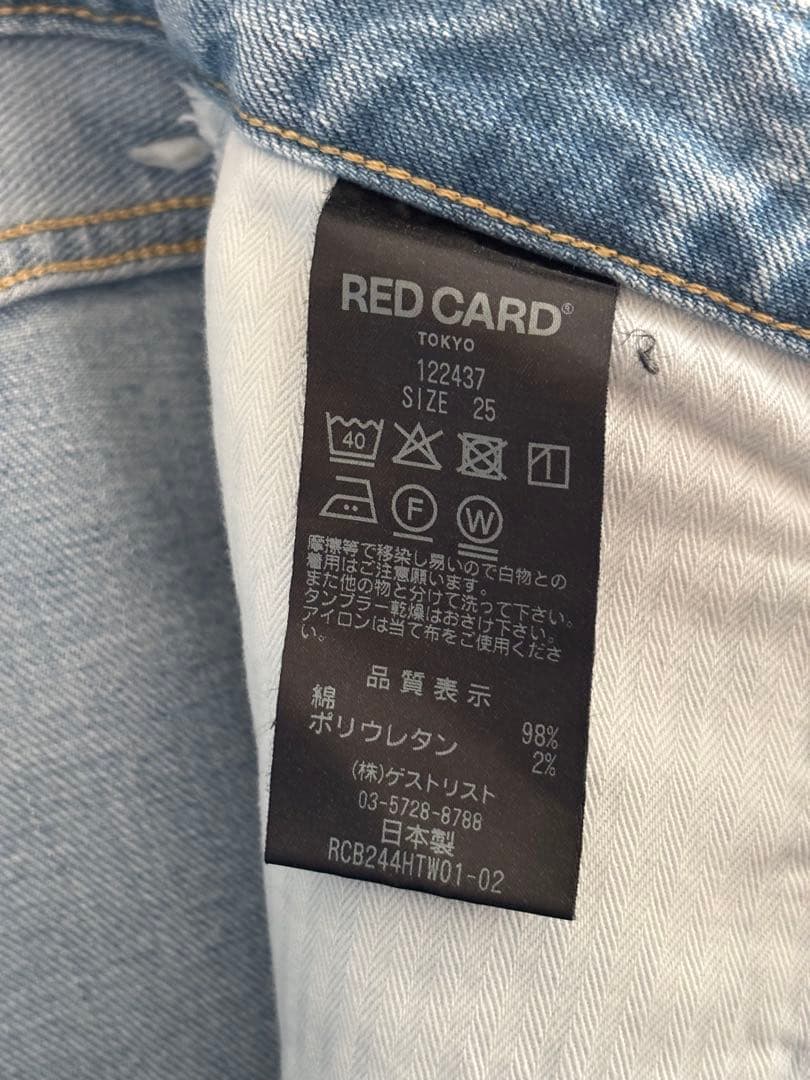 RED CARD®
TOKYO
122437
SIZE 25
40
F
W
摩擦等で移染し易いので白物との
着用はご注意願います。
また他の物と分けて洗って下さい。
タンブラー乾燥はおさけ下さい。
アイロンは当て布をご使用くださ
い。
品質表示
綿 98%
ポリウレタン 2%
(株)ゲストリスト
03-5728-8788
日本製
RCB244HTW01-02